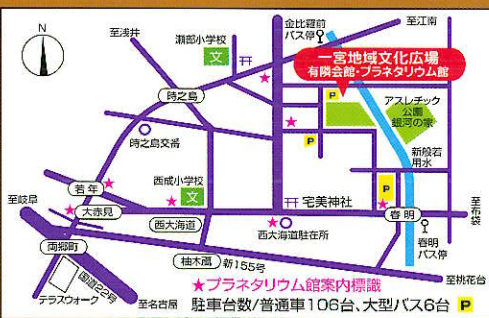 N
至浅井
瀬部小学校
文
金比羅前
バス停
至江南
一宮地域文化広場
有隣会館・プラネタリウム館
P
時之島
時之島交番
アスレチック
公園
銀河の家
P
新般若
用水
若年
西成小学校
文
P
至岐阜
大赤見
西大海道
宅美神社
西大海道駐在所
春明
至布袋
春明
バス停
両郷町
国道22号
テラスウォーク
新155号
至名古屋
至桃花台
★プラネタリウム館案内標識
駐車台数/普通車106台、大型バス6台 P